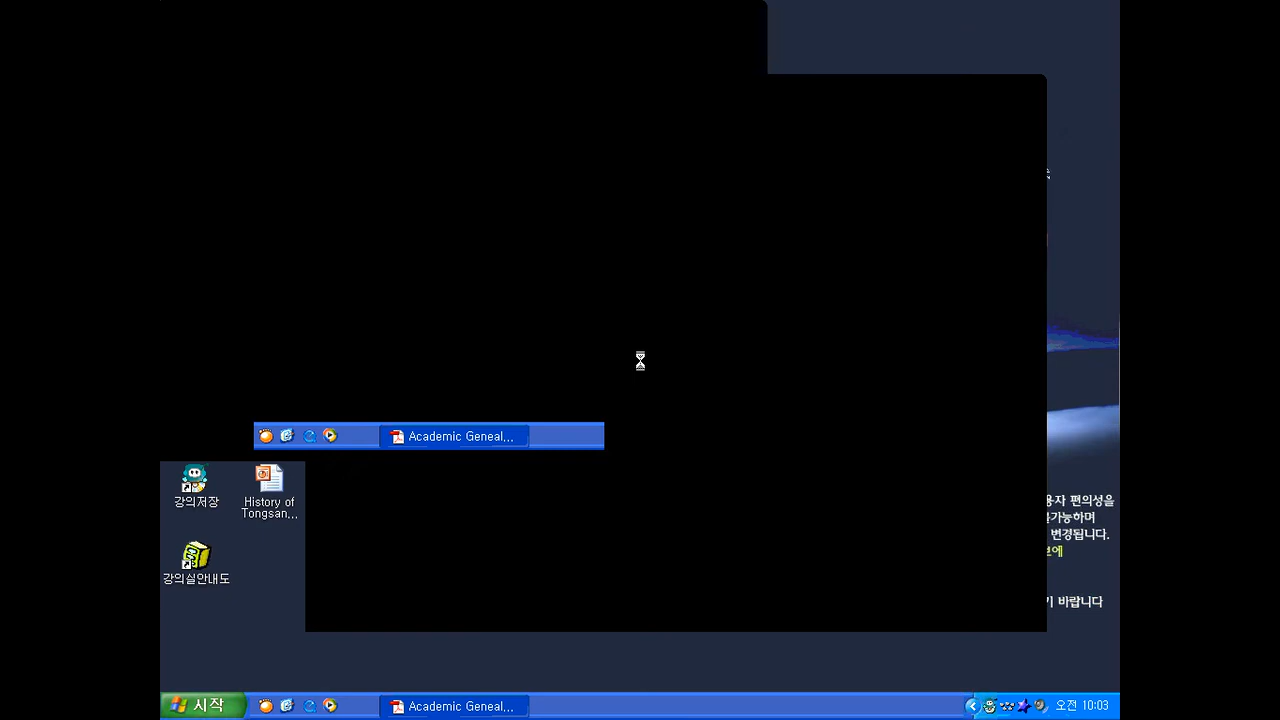 Academic Geneal...
강의저장
History of
Tongsan...
강의실안내도
용자 편의성을
불가능하며
변경됩니다.
기 바랍니다
시작
Academic Geneal...
오전 10:03